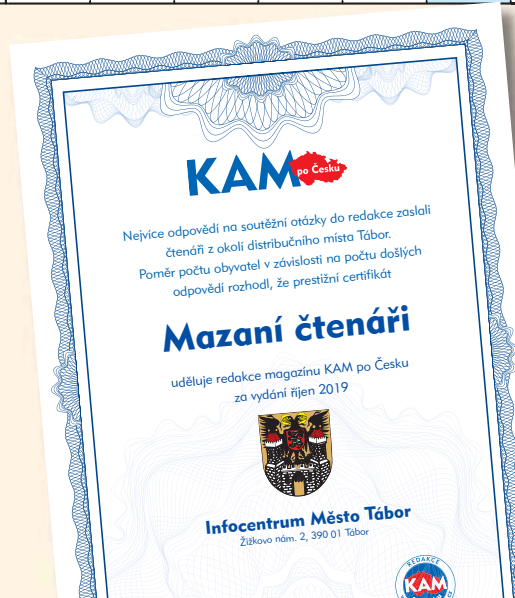 KAM po Česku
Nejvíce odpovědí na soutěžní otázky do redakce zaslali
čtenáři z okolí distribučního místa Tábor.
Poměr počtu obyvatel v závislosti na počtu došlých
odpovědí rozhodl, že prestižní certifikát
Mazaní čtenáři
uděluje redakce magazínu KAM po Česku
za vydání říjen 2019
Infocentrum Město Tábor
Žižkovo nám. 2, 390 01 Tábor
REDAKCE
KAM